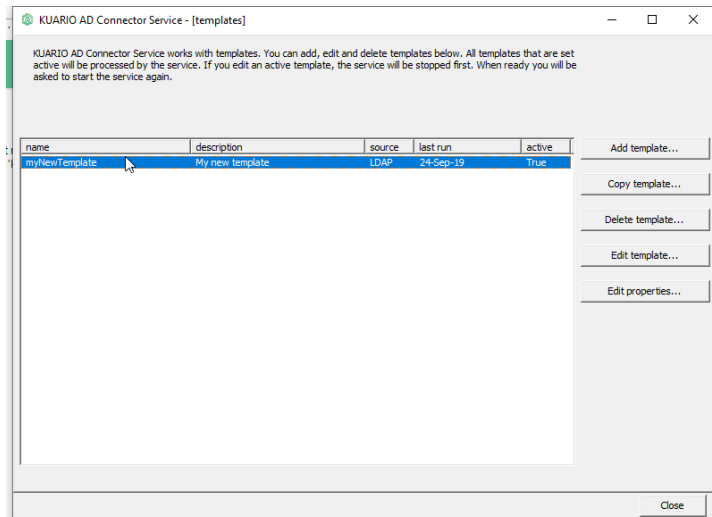 KUARIO AD Connector Service - [templates]
KUARIO AD Connector Service works with templates. You can add, edit and delete templates below. All templates that are set
active will be processed by the service. If you edit an active template, the service will be stopped first. When ready you will be
asked to start the service again.
name description source last run active
myNewTemplate My new template LDAP 24-Sep-19 True
Add template...
Copy template...
Delete template...
Edit template...
Edit properties...
Close